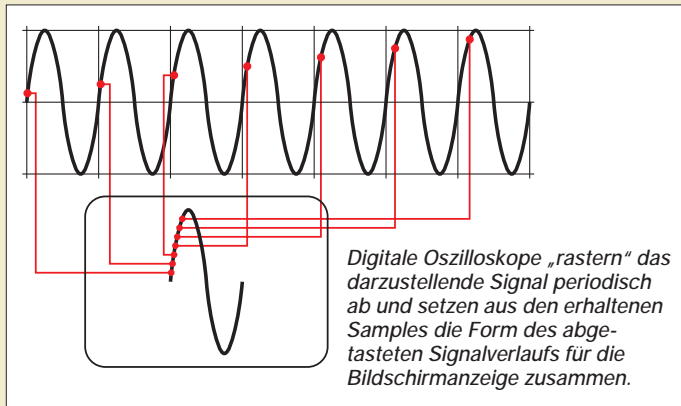 Digitale Oszilloskope „rastern“ das
darzustellende Signal periodisch
ab und setzen aus den erhaltenen
Samples die Form des abge-
tasteten Signalverlaufs für die
Bildschirmanzeige zusammen.